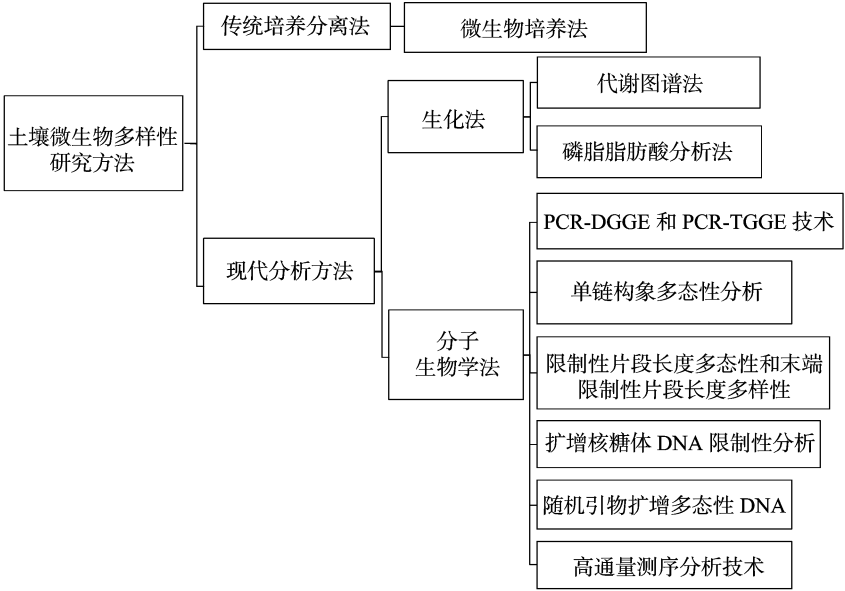 传统培养分离法
微生物培养法
土壤微生物多样性
研究方法
生化法
代谢图谱法
磷脂脂肪酸分析法
现代分析方法
分子
生物学法
PCR-DGGE 和 PCR-TGGE 技术
单链构象多态性分析
限制性片段长度多态性和末端
限制性片段长度多样性
扩增核糖体 DNA 限制性分析
随机引物扩增多态性 DNA
高通量测序分析技术